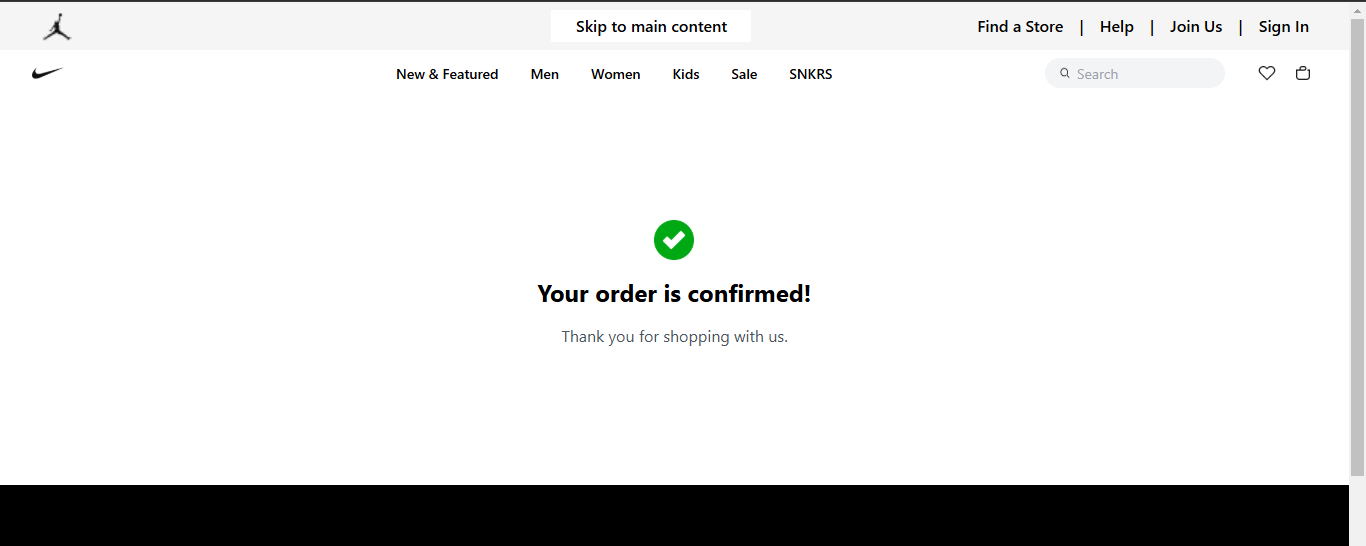 Skip to main content
Find a Store | Help | Join Us | Sign In
New & Featured Men Women Kids Sale SNKRS Search
Your order is confirmed!
Thank you for shopping with us.